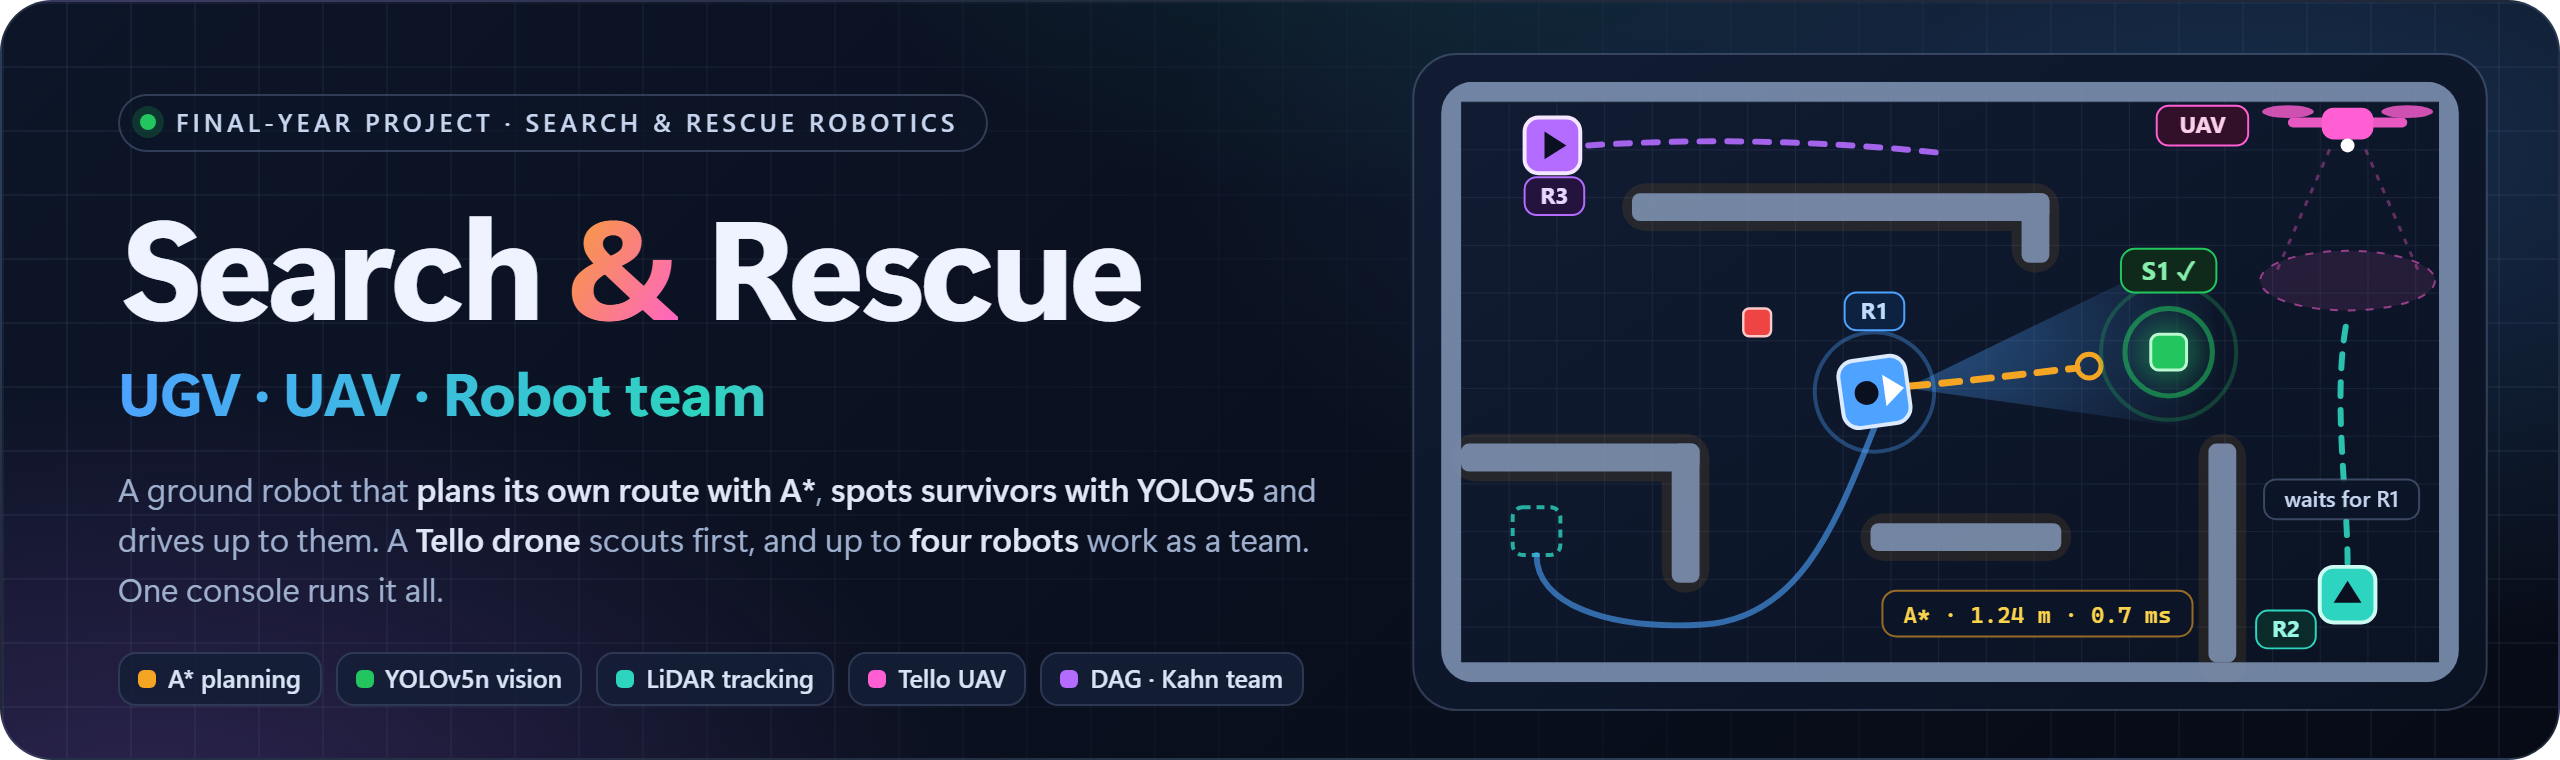 FINAL-YEAR PROJECT · SEARCH & RESCUE ROBOTICS
Search & Rescue
UGV · UAV · Robot team
A ground robot that plans its own route with A*, spots survivors with YOLOv5 and
drives up to them. A Tello drone scouts first, and up to four robots work as a team.
One console runs it all.
A* planning
YOLOv5n vision
LiDAR tracking
Tello UAV
DAG · Kahn team
UAV
R3
S1 ✓
R1
waits for R1
A* · 1.24 m · 0.7 ms
R2